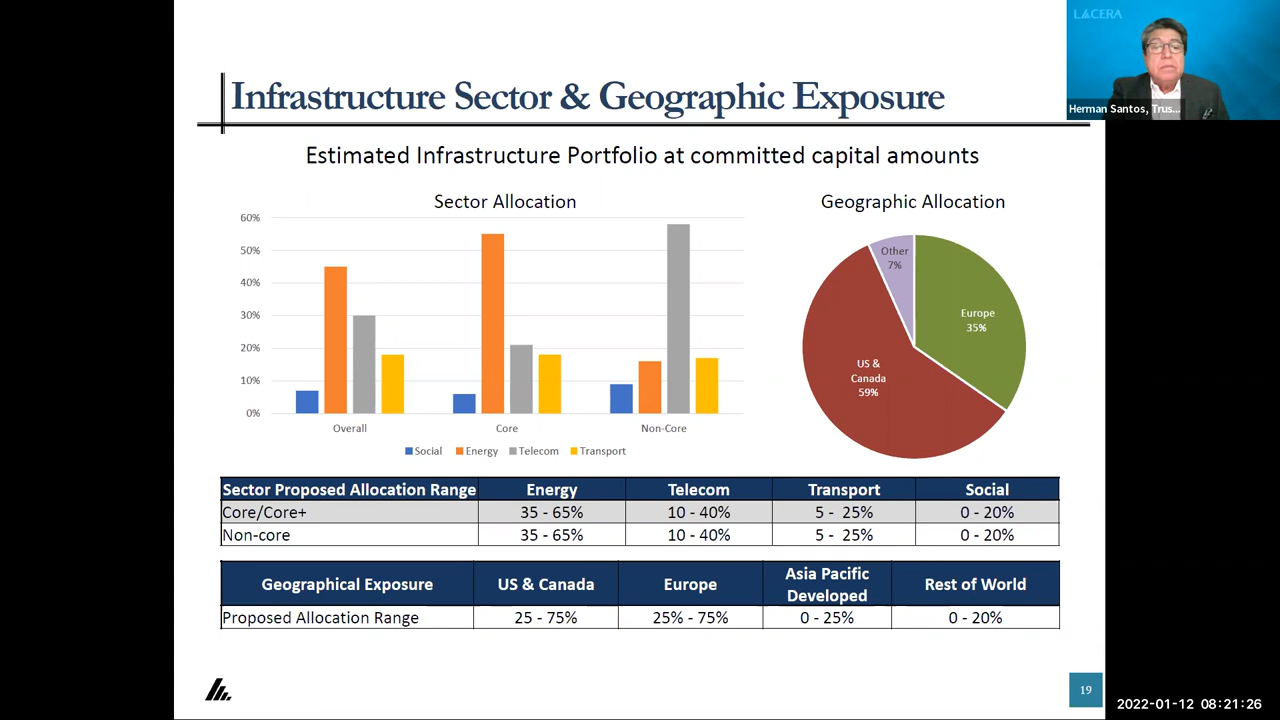 LACERA
Herman Santos, Trus...
Infrastructure Sector & Geographic Exposure
Estimated Infrastructure Portfolio at committed capital amounts
Sector Allocation
60%
50%
40%
30%
20%
10%
0%
Overall Core Non-Core
Social Energy Telecom Transport
Geographic Allocation
Other
7%
Europe
35%
US &
Canada
59%
Sector Proposed Allocation Range Energy Telecom Transport Social
Core/Core+ 35 - 65% 10 - 40% 5 - 25% 0 - 20%
Non-core 35 - 65% 10 - 40% 5 - 25% 0 - 20%
Geographical Exposure US & Canada Europe Asia Pacific Developed Rest of World
Proposed Allocation Range 25 - 75% 25% - 75% 0 - 25% 0 - 20%
19
2022-01-12 08:21:26